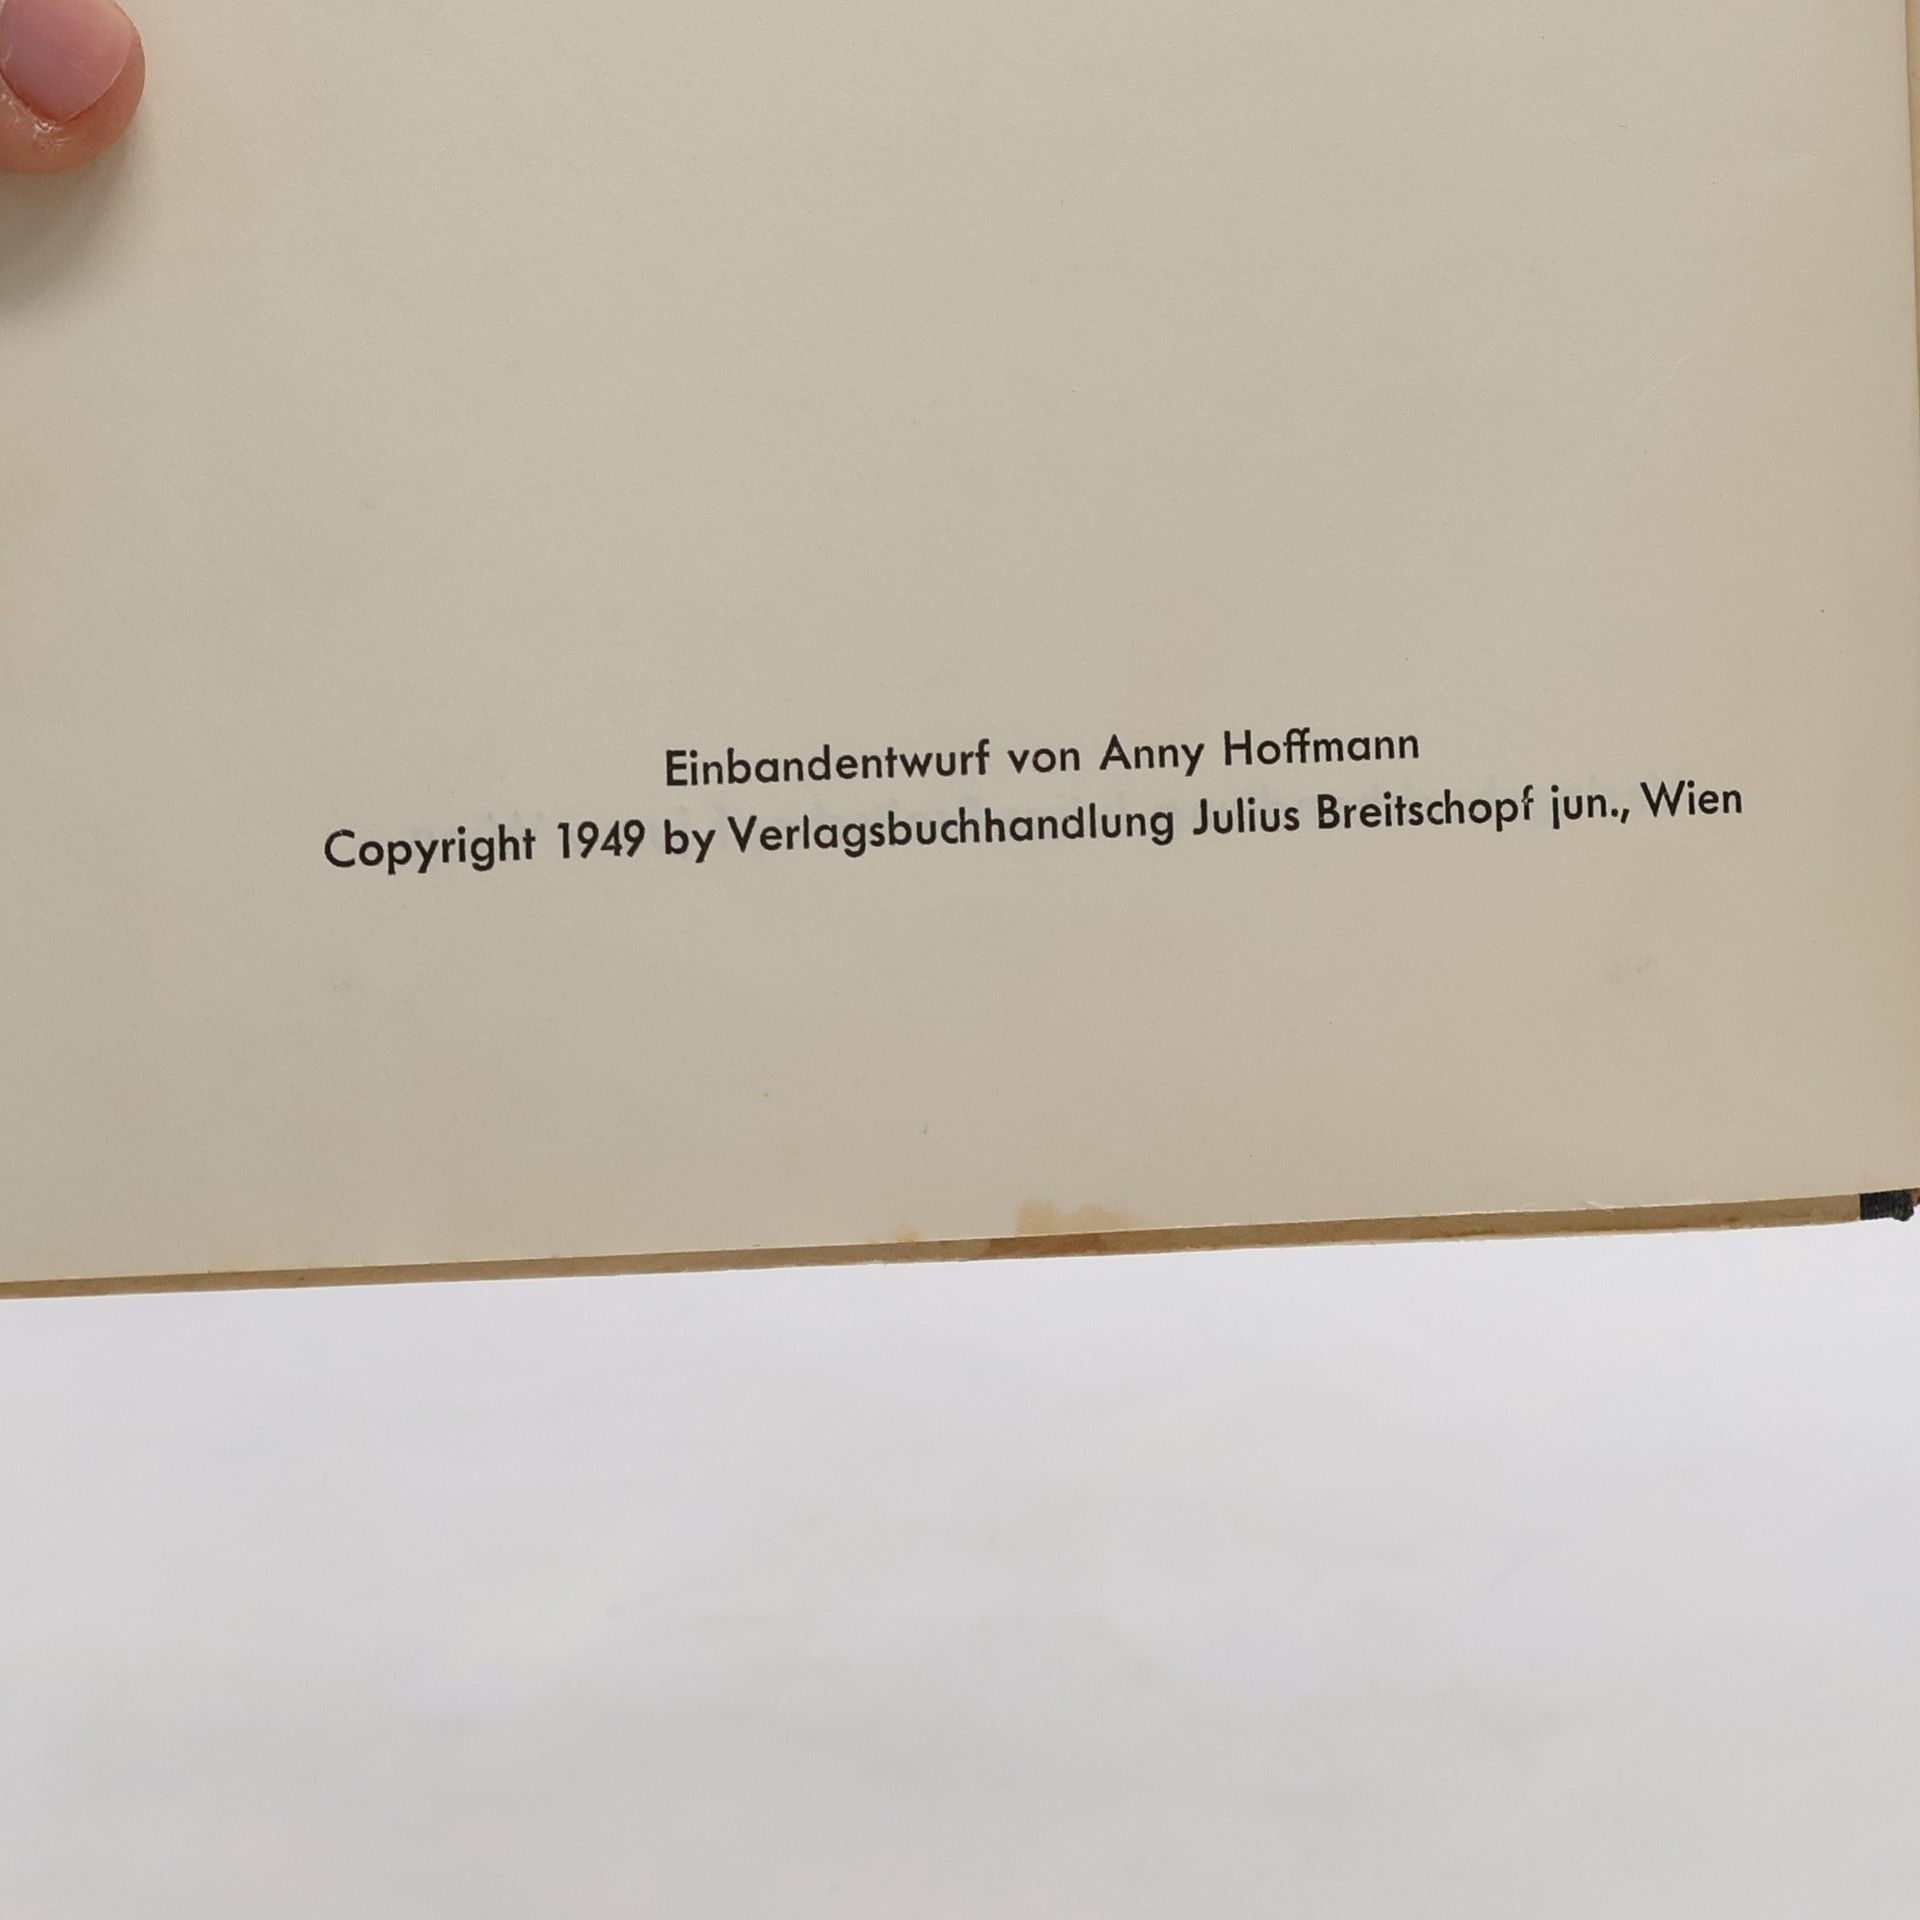 Einbandentwurf von Anny Hoffmann
Copyright 1949 by Verlagsbuchhandlung Julius Breitschopf jun., Wien